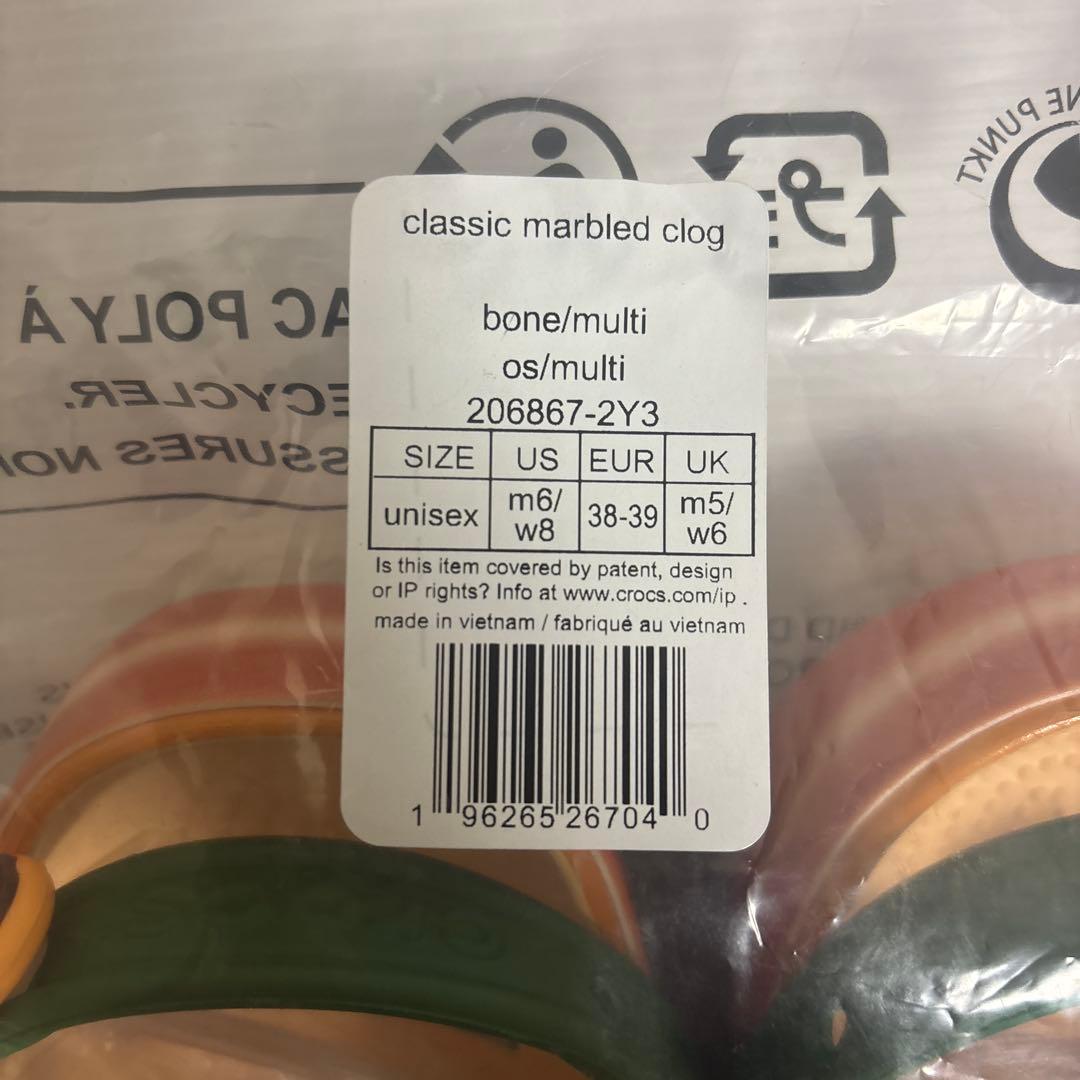 classic marbled clog
bone/multi
os/multi
206867-2Y3
SIZE US EUR UK
unisex m6/w8 38-39 m5/w6
Is this item covered by patent, design
or IP rights? Info at www.crocs.com/ip .
made in vietnam / fabriqué au vietnam
1 96265 26704 0
AC POLY À
ECYCLER.
SSURES NON
NE PUNKT
プ